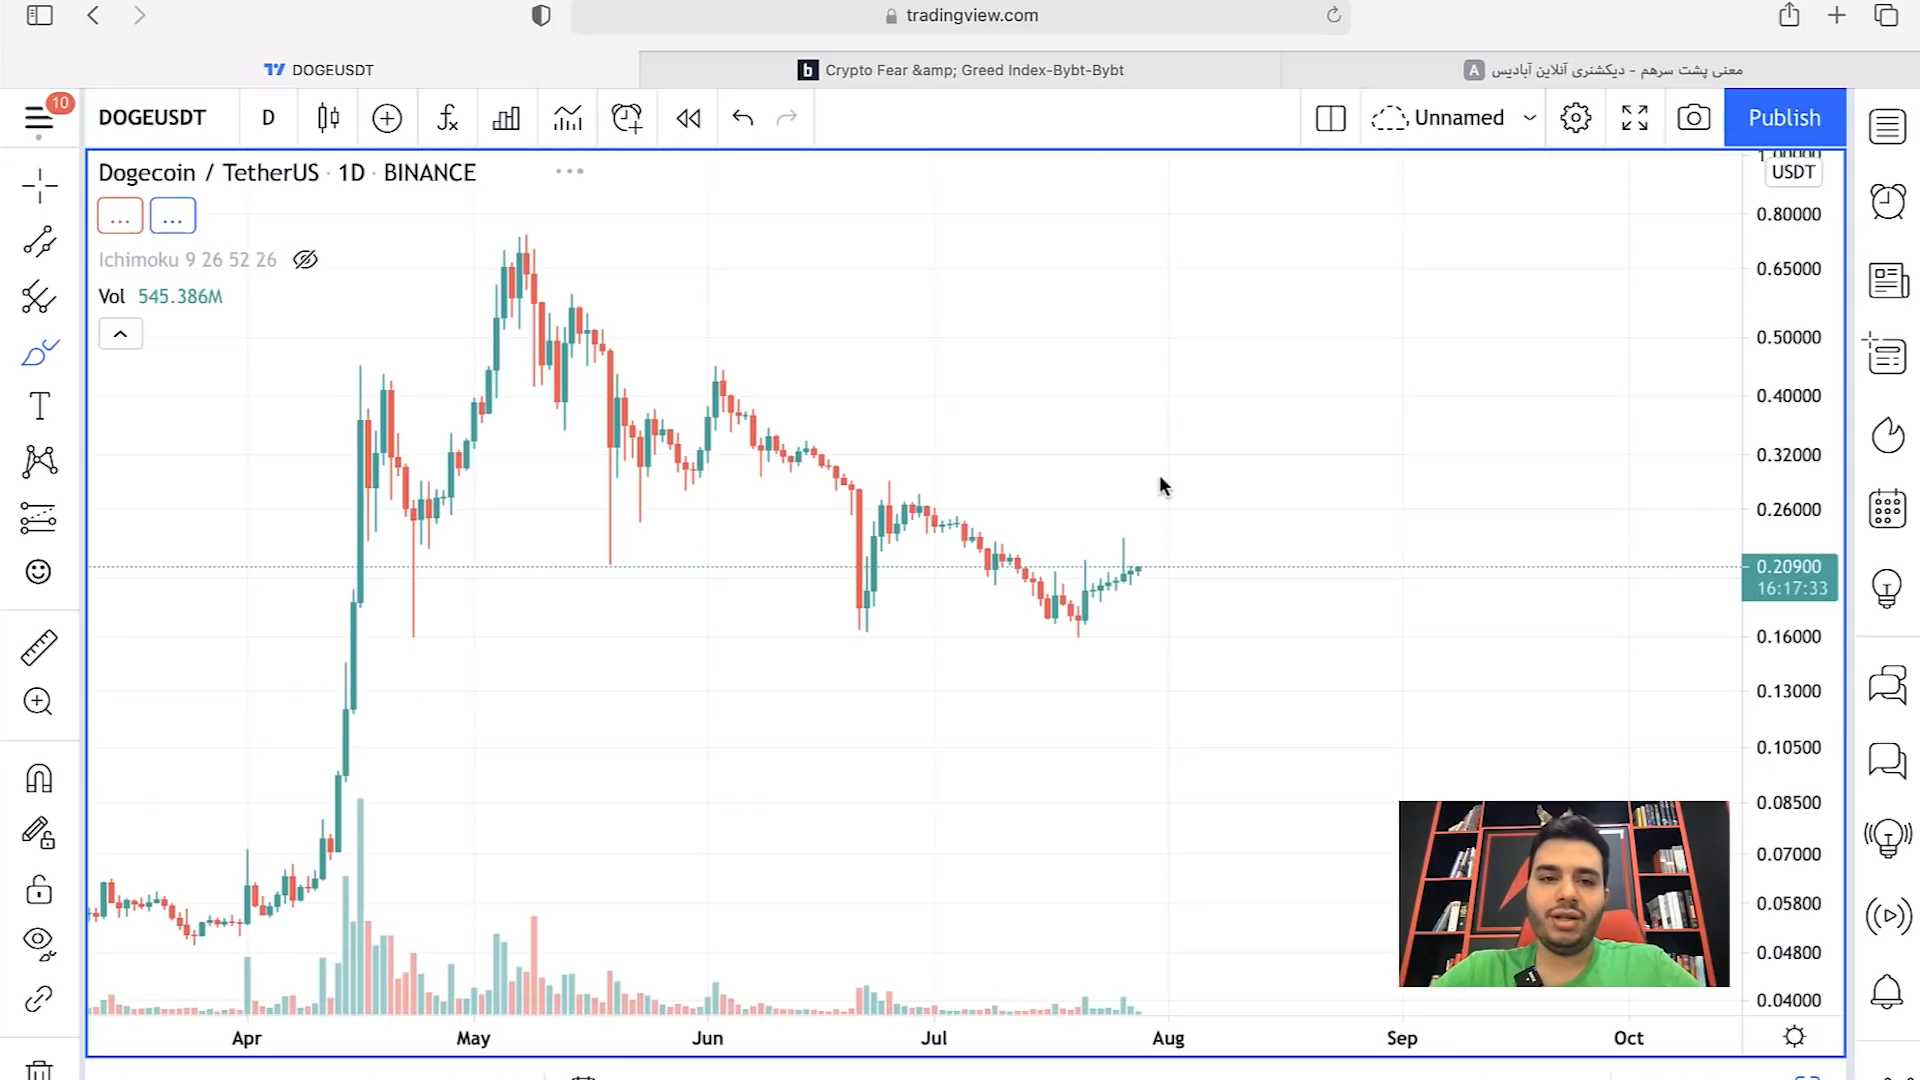 tradingview.com
DOGEUSDT
Crypto Fear &amp; Greed Index-Bybt-Bybt
معنی پشت سرهم - دیکشنری آنلاین آبادیس
10
DOGEUSDT
D
Unnamed
Publish
Dogecoin / TetherUS · 1D · BINANCE
USDT
Ichimoku 9 26 52 26
Vol 545.386M
1.00000
0.80000
0.65000
0.50000
0.40000
0.32000
0.26000
0.20900
16:17:33
0.16000
0.13000
0.10500
0.08500
0.07000
0.05800
0.04800
0.04000
Apr May Jun Jul Aug Sep Oct